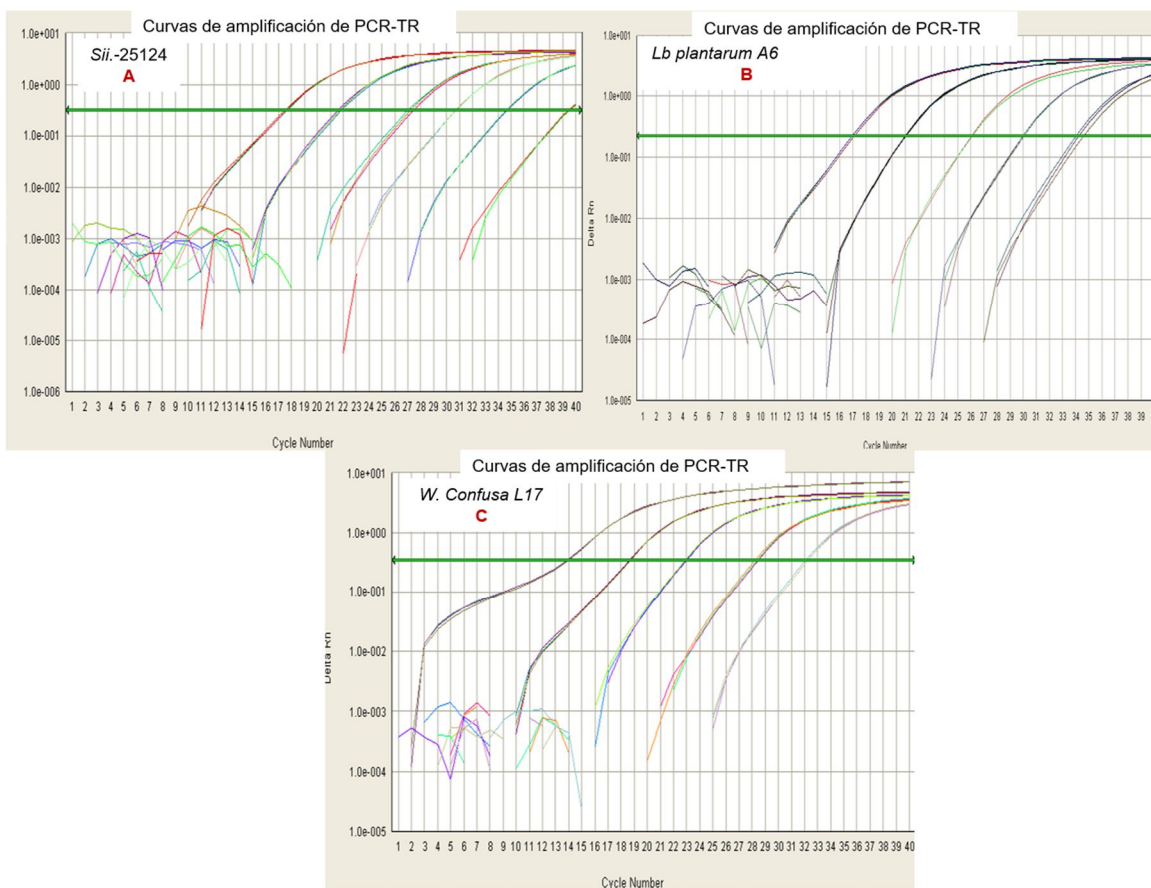 Curvas de amplificación de PCR-TR
Sii.-25124
A
1.0e+001
1.0e+000
1.0e-001
1.0e-002
1.0e-003
1.0e-004
1.0e-005
1.0e-006
1 2 3 4 5 6 7 8 9 10 11 12 13 14 15 16 17 18 19 20 21 22 23 24 25 26 27 28 29 30 31 32 33 34 35 36 37 38 39 40
Cycle Number
Curvas de amplificación de PCR-TR
Lb plantarum A6
B
1.0e+001
1.0e+000
1.0e-001
1.0e-002
1.0e-003
1.0e-004
1.0e-005
Delta Rn
1 2 3 4 5 6 7 8 9 10 11 12 13 14 15 16 17 18 19 20 21 22 23 24 25 26 27 28 29 30 31 32 33 34 35 36 37 38 39
Cycle Number
Curvas de amplificación de PCR-TR
W. Confusa L17
C
1.0e+001
1.0e+000
1.0e-001
1.0e-002
1.0e-003
1.0e-004
1.0e-005
Delta Rn
1 2 3 4 5 6 7 8 9 10 11 12 13 14 15 16 17 18 19 20 21 22 23 24 25 26 27 28 29 30 31 32 33 34 35 36 37 38 39 40
Cycle Number